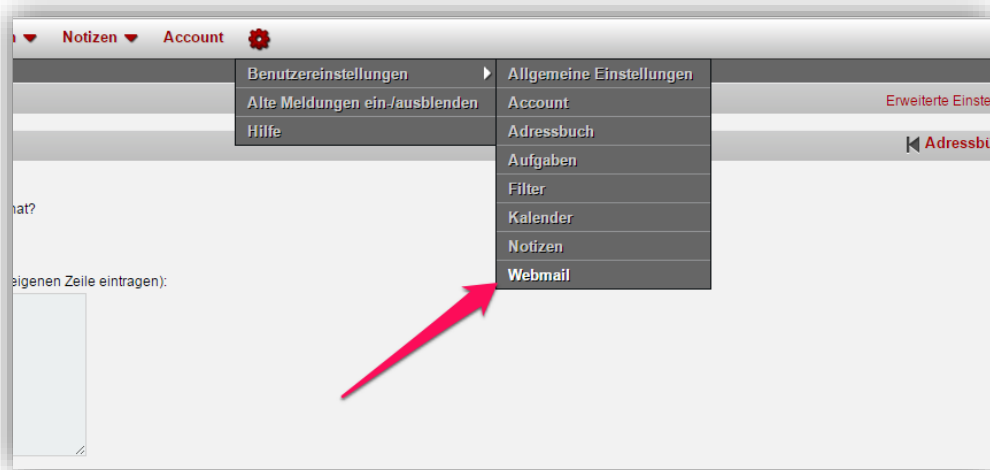 Notizen Account
Benutzereinstellungen
Alte Meldungen ein-/ausblenden
Hilfe
Allgemeine Einstellungen
Account
Adressbuch
Aufgaben
Filter
Kalender
Notizen
Webmail
Erweiterte Einste
Adressbü
nat?
eigenen Zeile eintragen):